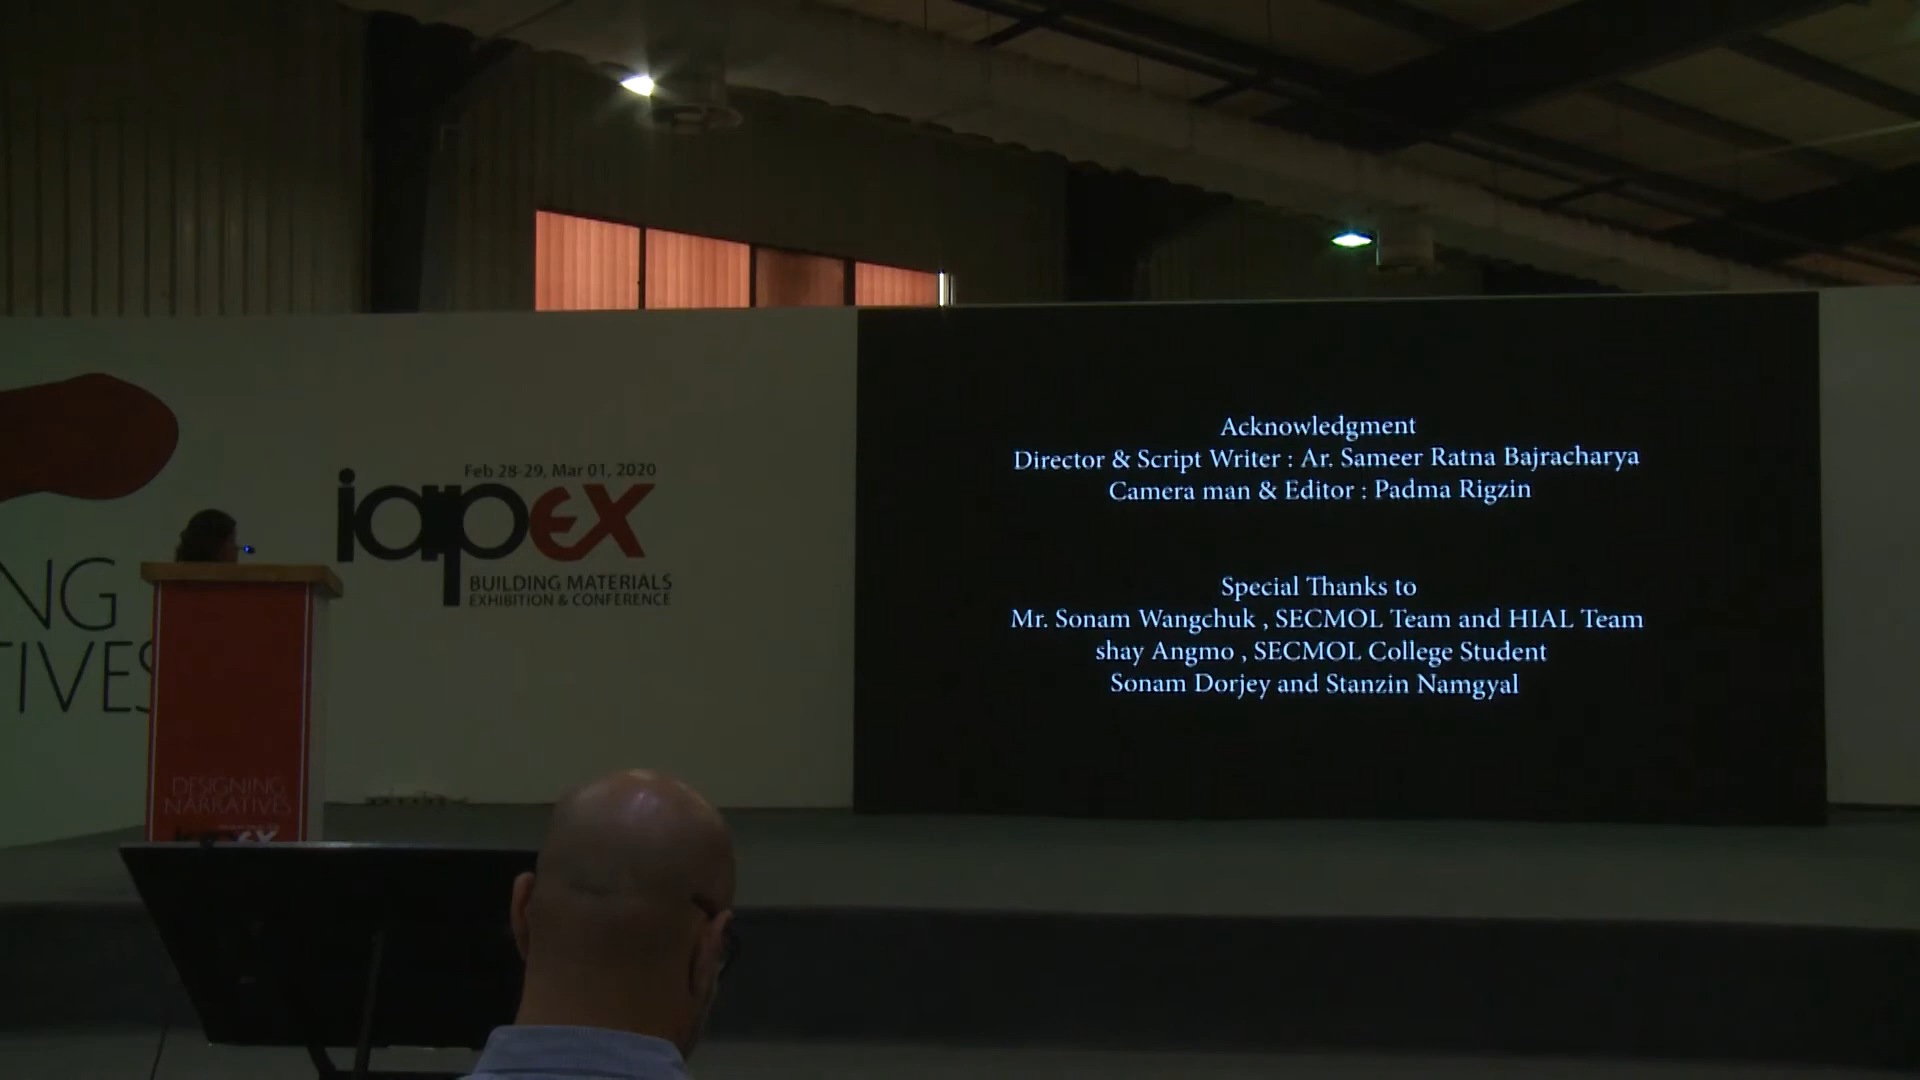 NG
TIVES
Feb 28-29, Mar 01, 2020
iapex
BUILDING MATERIALS
EXHIBITION & CONFERENCE
DESIGNING
NARRATIVES
Acknowledgment
Director & Script Writer : Ar. Sameer Ratna Bajracharya
Camera man & Editor : Padma Rigzin
Special Thanks to
Mr. Sonam Wangchuk , SECMOL Team and HIAL Team
shay Angmo , SECMOL College Student
Sonam Dorjey and Stanzin Namgyal